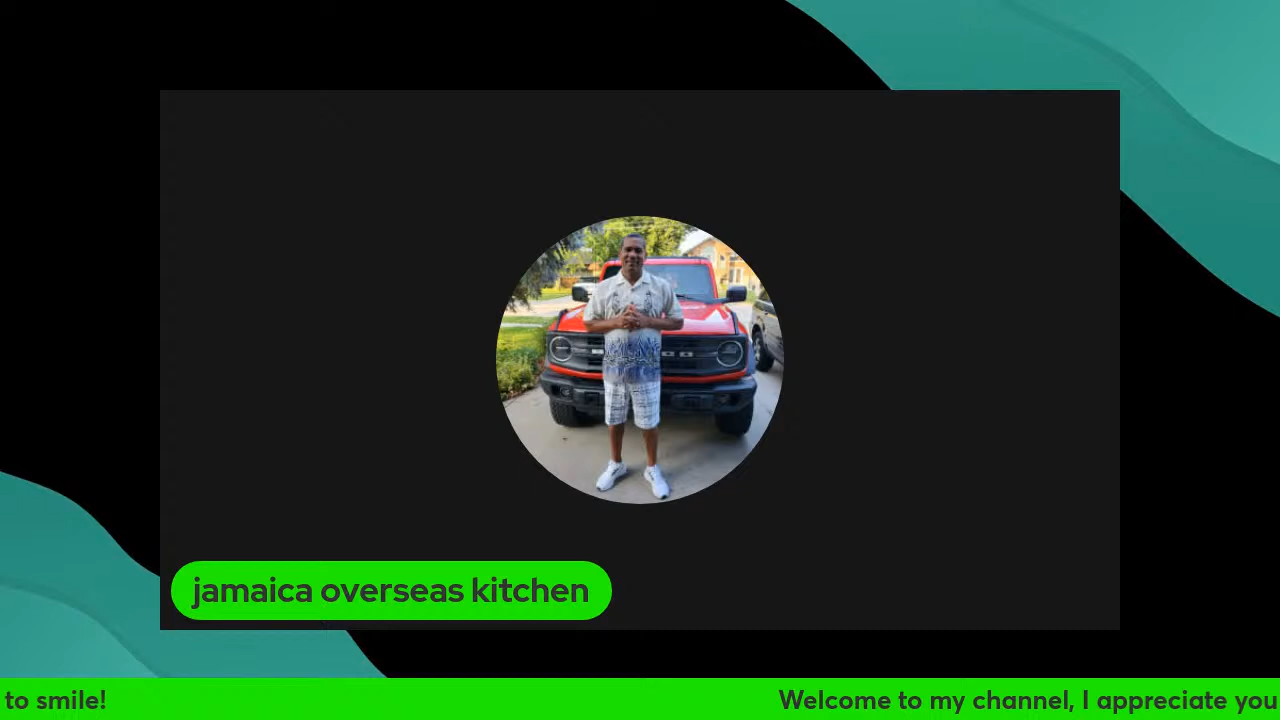 jamaica overseas kitchen
to smile!
Welcome to my channel, I appreciate you